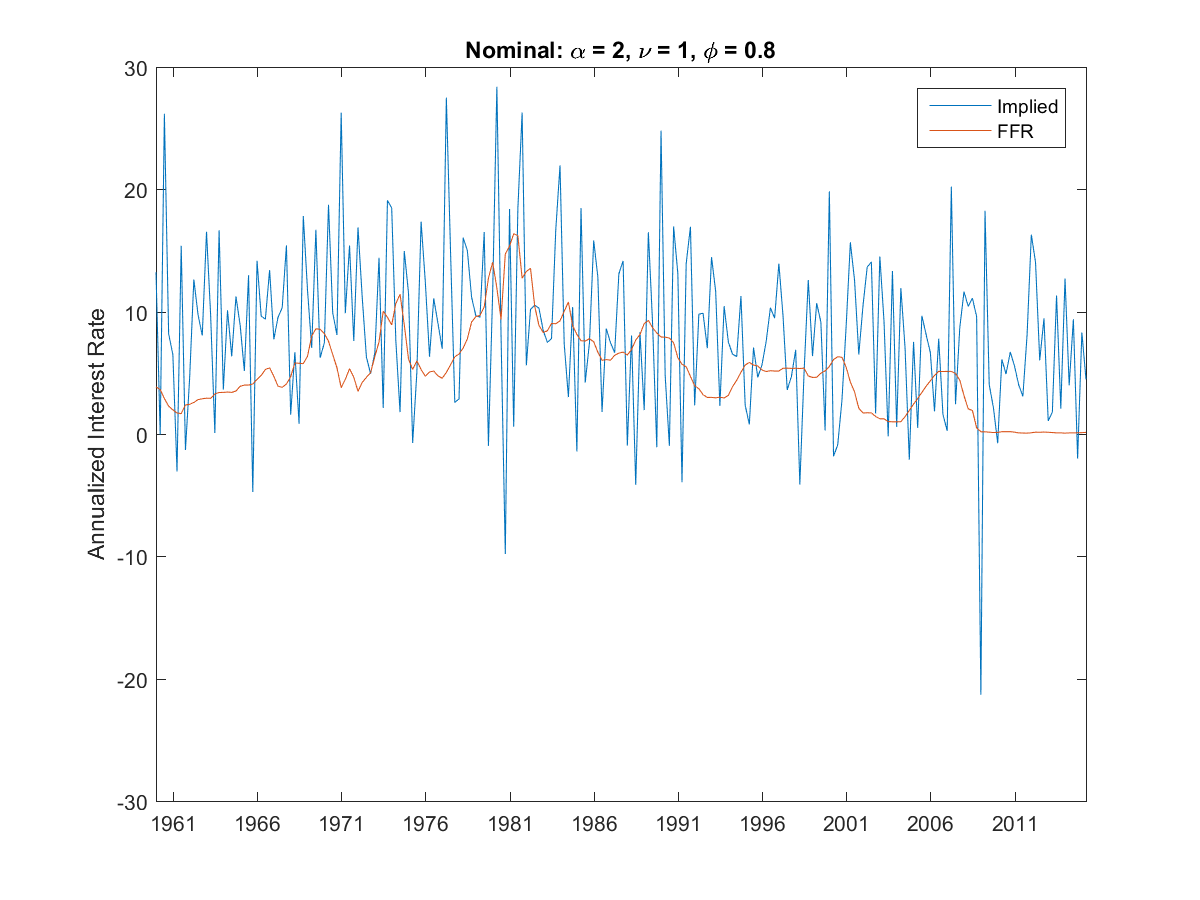 Nominal: α = 2, ν = 1, ϕ = 0.8
Implied
FFR
Annualized Interest Rate
30
20
10
0
-10
-20
-30
1961 1966 1971 1976 1981 1986 1991 1996 2001 2006 2011